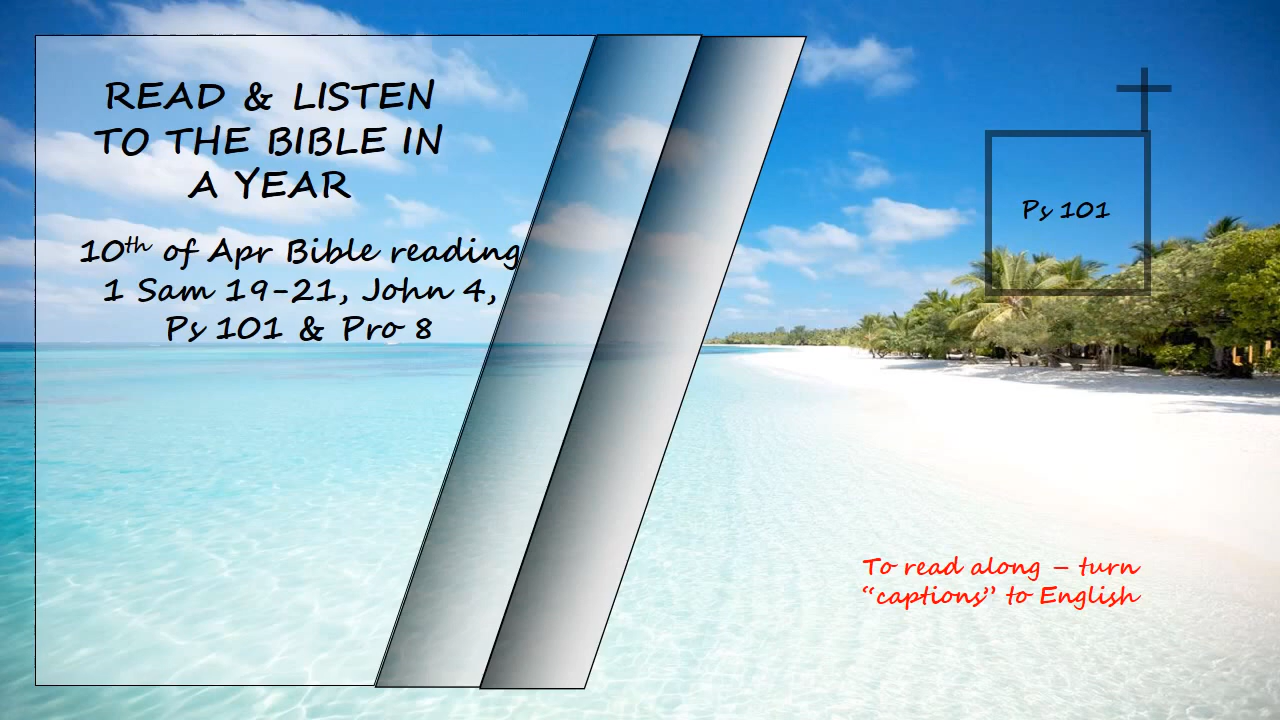 READ & LISTEN
TO THE BIBLE IN
A YEAR
10th of Apr Bible reading
1 Sam 19-21, John 4,
Ps 101 & Pro 8
Ps 101
To read along – turn
“captions” to English